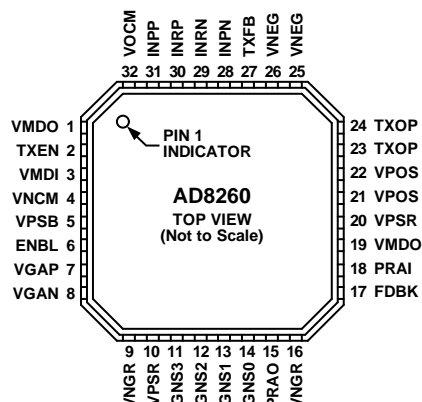 VOCM
INPP
INRP
INRN
INPN
TXFB
VNEG
VNEG
32 31 30 29 28 27 26 25
VMDO 1
TXEN 2
VMDI 3
VNCM 4
VPSB 5
ENBL 6
VGAP 7
VGAN 8
PIN 1
INDICATOR
AD8260
TOP VIEW
(Not to Scale)
24 TXOP
23 TXOP
22 VPOS
21 VPOS
20 VPSR
19 VMDO
18 PRAI
17 FDBK
9 10 11 12 13 14 15 16
VNGR
VPSR
GNS3
GNS2
GNS1
GNS0
PRAO
VNGR